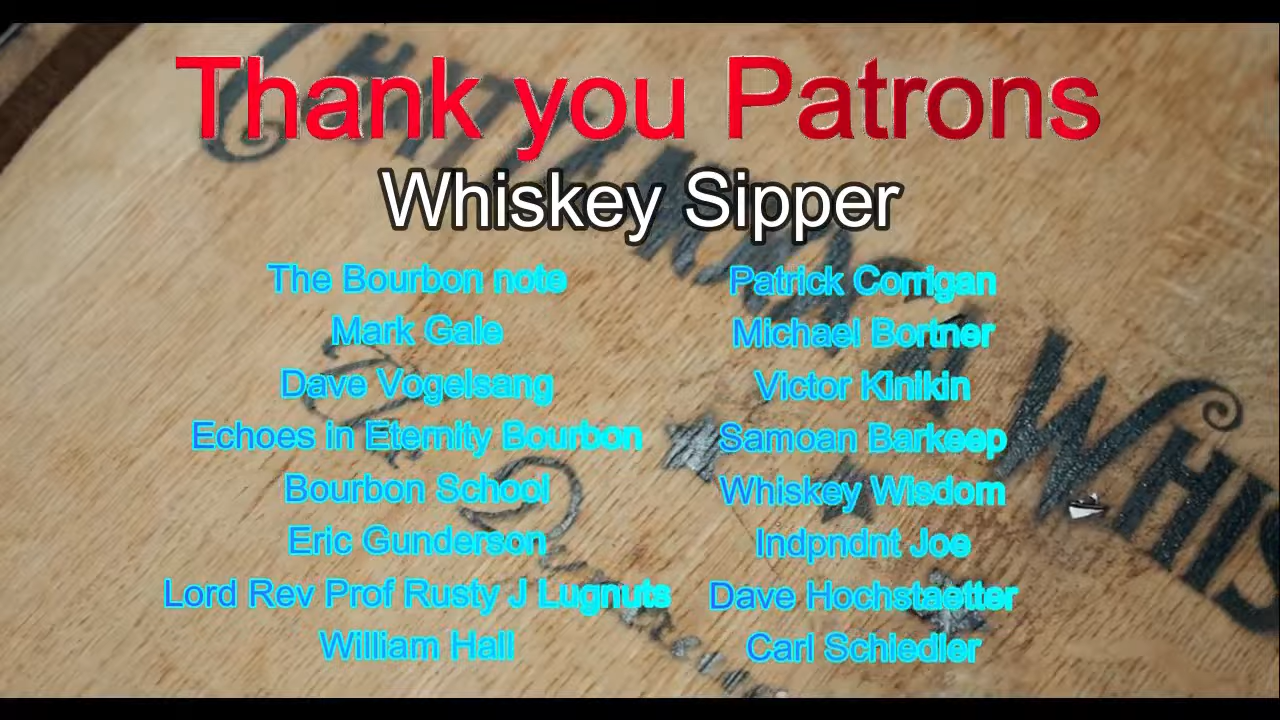 Thank you Patrons
Whiskey Sipper
The Bourbon note
Mark Gale
Dave Vogelsang
Echoes in Eternity Bourbon
Bourbon School
Eric Gunderson
Lord Rev Prof Rusty J Lugnuts
William Hall
Patrick Corrigan
Michael Bortner
Victor Kinikin
Samoan Barkeep
Whiskey Wisdom
Indpndnt Joe
Dave Hochstaetter
Carl Schiedler